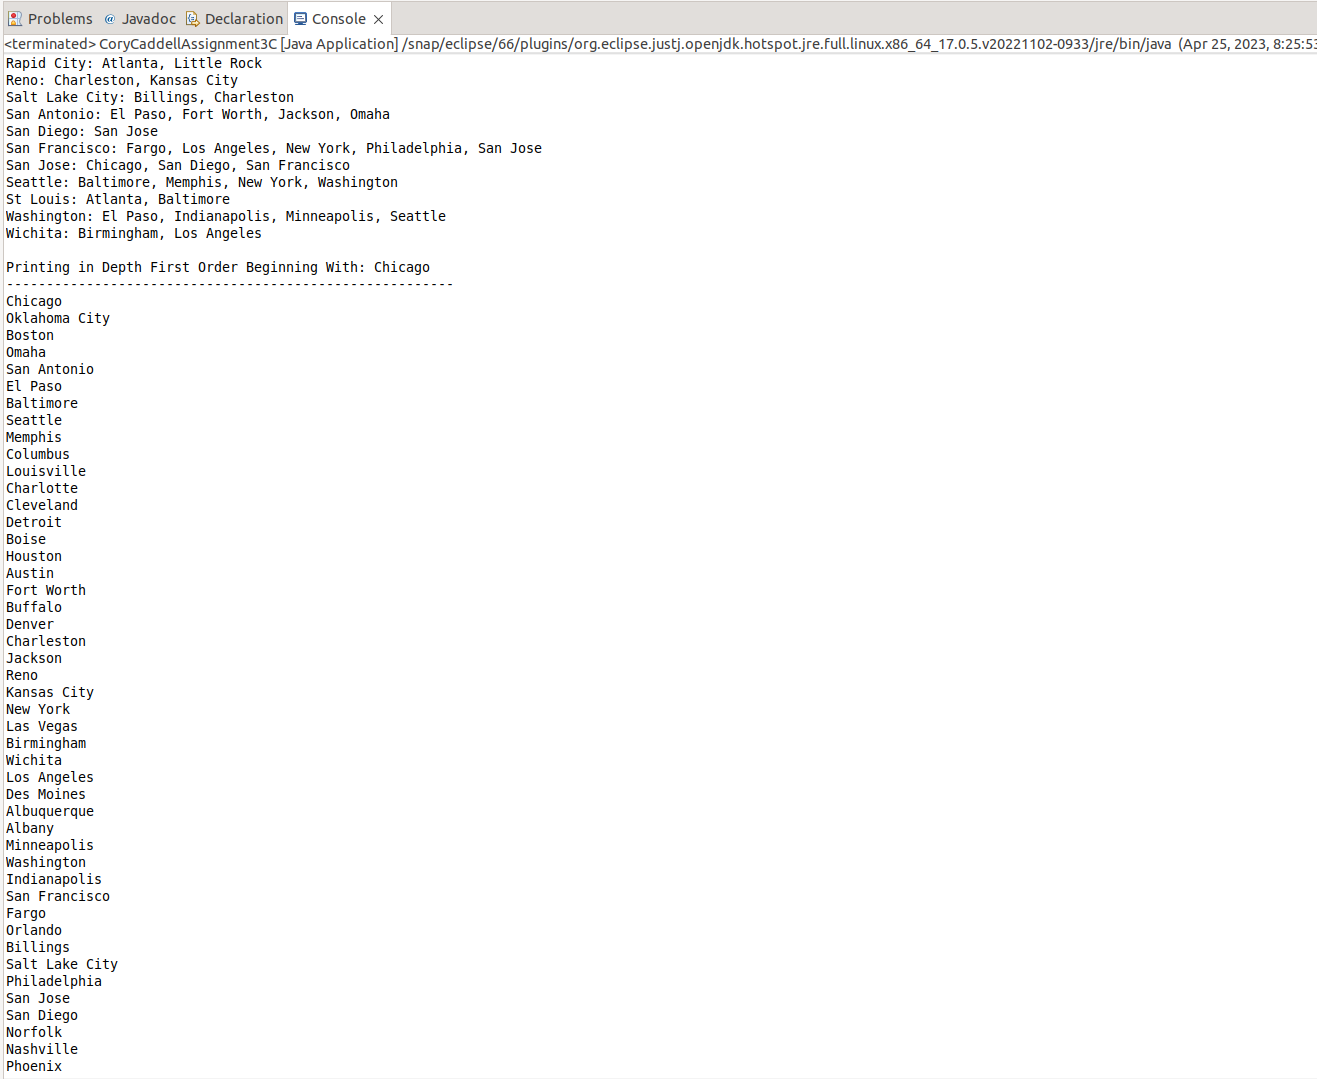 Problems @ Javadoc Declaration Console
<terminated> CoryCaddellAssignment3C [Java Application] /snap/eclipse/66/plugins/org.eclipse.justj.openjdk.hotspot.jre.full.linux.x86_64_17.0.5.v20221102-0933/jre/bin/java (Apr 25, 2023, 8:25:53
Rapid City: Atlanta, Little Rock
Reno: Charleston, Kansas City
Salt Lake City: Billings, Charleston
San Antonio: El Paso, Fort Worth, Jackson, Omaha
San Diego: San Jose
San Francisco: Fargo, Los Angeles, New York, Philadelphia, San Jose
San Jose: Chicago, San Diego, San Francisco
Seattle: Baltimore, Memphis, New York, Washington
St Louis: Atlanta, Baltimore
Washington: El Paso, Indianapolis, Minneapolis, Seattle
Wichita: Birmingham, Los Angeles
Printing in Depth First Order Beginning With: Chicago
--------------------------------------------------------
Chicago
Oklahoma City
Boston
Omaha
San Antonio
El Paso
Baltimore
Seattle
Memphis
Columbus
Louisville
Charlotte
Cleveland
Detroit
Boise
Houston
Austin
Fort Worth
Buffalo
Denver
Charleston
Jackson
Reno
Kansas City
New York
Las Vegas
Birmingham
Wichita
Los Angeles
Des Moines
Albuquerque
Albany
Minneapolis
Washington
Indianapolis
San Francisco
Fargo
Orlando
Billings
Salt Lake City
Philadelphia
San Jose
San Diego
Norfolk
Nashville
Phoenix